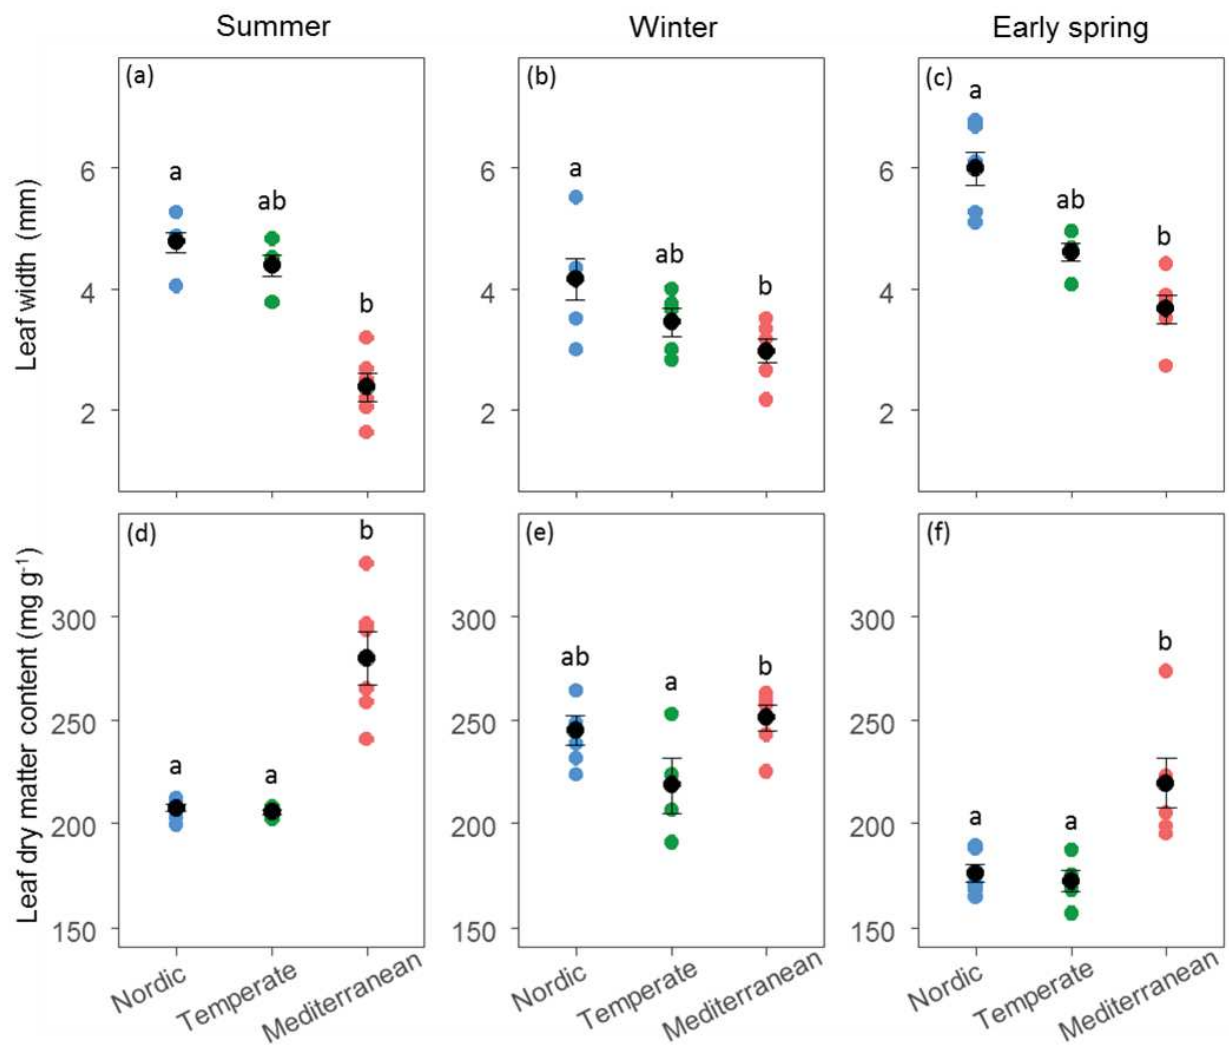 Summer Winter Early spring
(a) (b) (c)
a a a
ab ab ab
b b b
Leaf width (mm)
6 6 6
4 4 4
2 2 2
(d) (e) (f)
b ab a b
a a b
a a
Leaf dry matter content (mg g-1)
300 300 300
250 250 250
200 200 200
150 150 150
Nordic Temperate Mediterranean Nordic Temperate Mediterranean Nordic Temperate Mediterranean